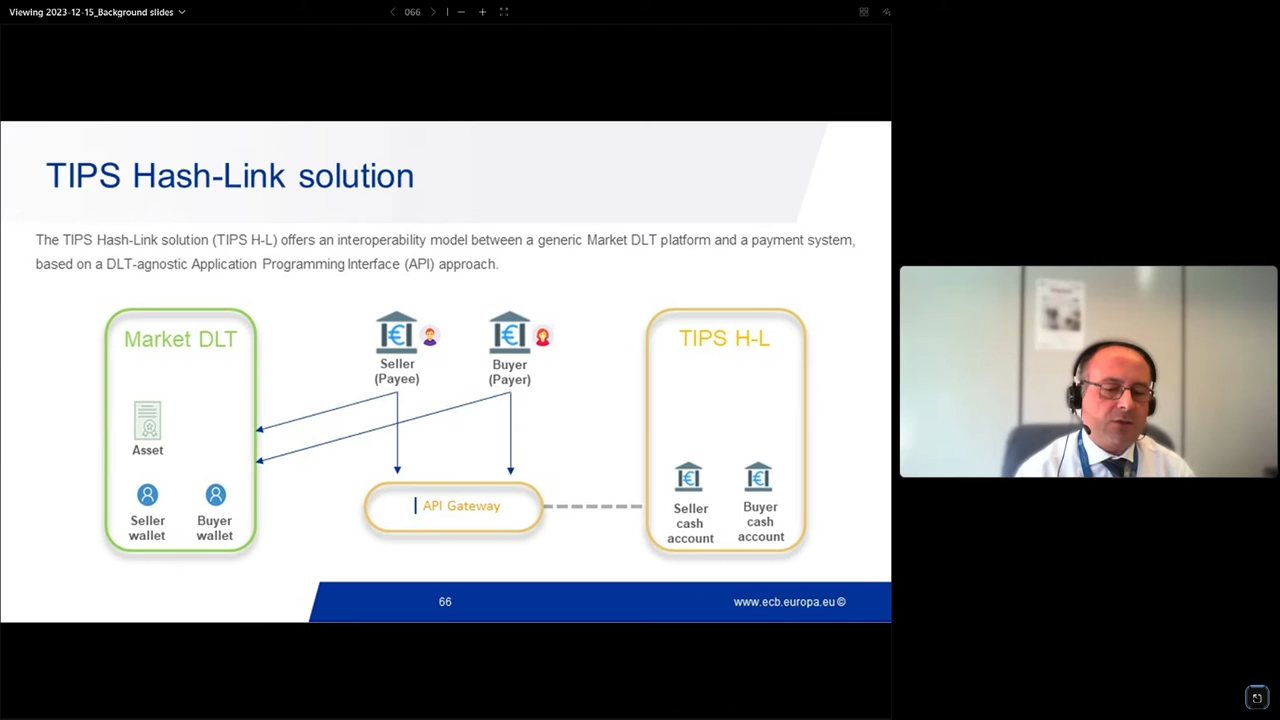 Viewing 2023-12-15_Background slides
066
TIPS Hash-Link solution
The TIPS Hash-Link solution (TIPS H-L) offers an interoperability model between a generic Market DLT platform and a payment system,
based on a DLT-agnostic Application Programming Interface (API) approach.
Market DLT
Asset
Seller
wallet
Buyer
wallet
Seller
(Payee)
Buyer
(Payer)
API Gateway
TIPS H-L
Seller
cash
account
Buyer
cash
account
66
www.ecb.europa.eu ©